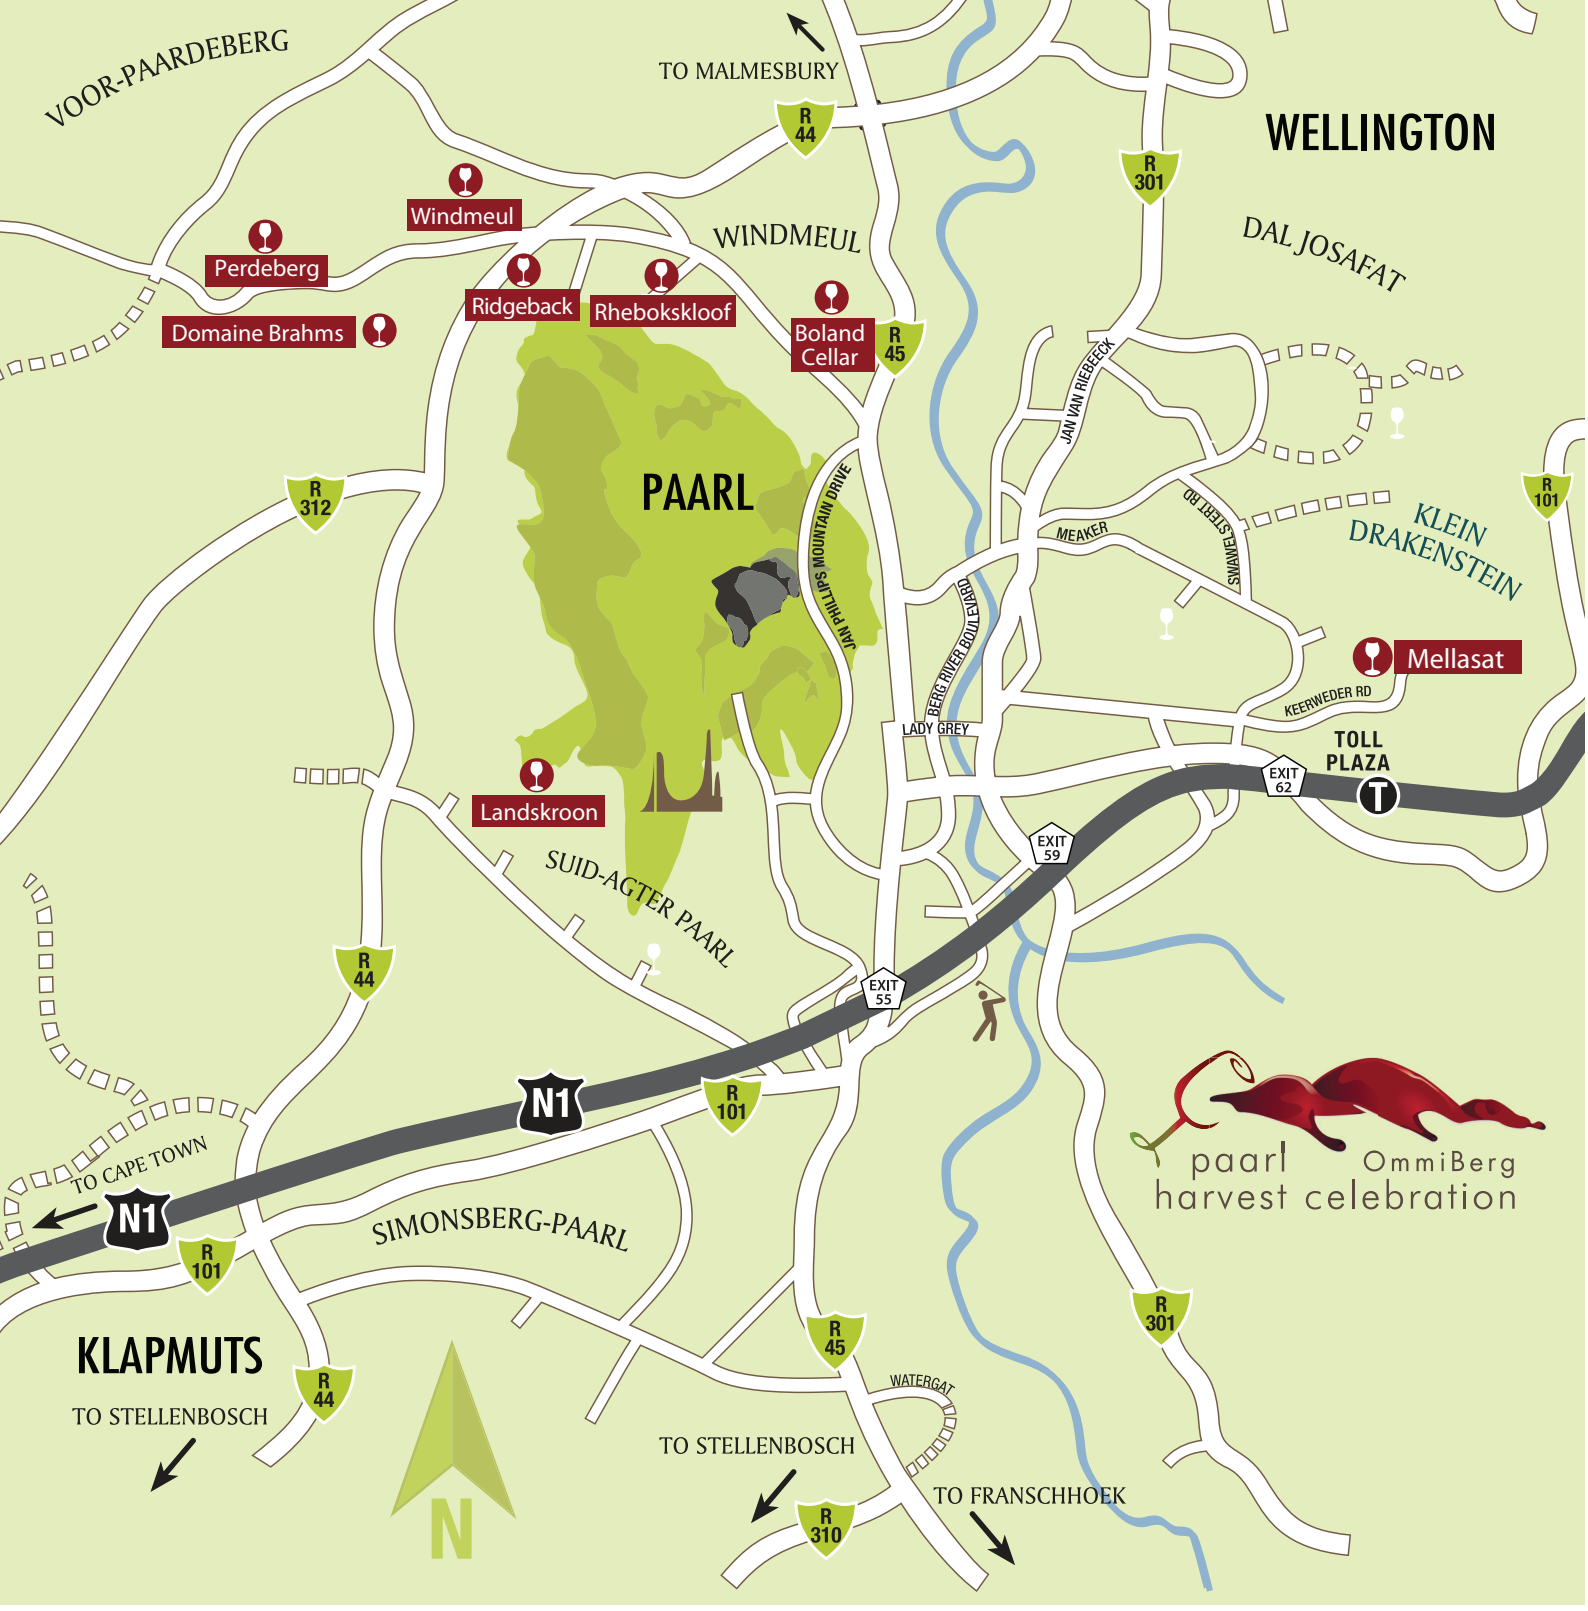 VOOR-PAARDEBERG
TO MALMESBURY
R
44
WELLINGTON
R
301
Windmeul
Perdeberg
WINDMEUL
DAL JOSAFAT
Ridgeback
Rhebokskloof
Domaine Brahms
Boland
Cellar
R
45
JAN VAN RIEBEECK
PAARL
JAN PHILLIPS MOUNTAIN DRIVE
R
312
R
101
SWAWELSTERT RD
MEAKER
KLEIN
DRAKENSTEIN
BERG RIVER BOULEVARD
Mellasat
KEERWEDER RD
LADY GREY
TOLL
PLAZA
T
EXIT
62
Landskroon
EXIT
59
SUID-AGTER PAARL
R
44
EXIT
55
N1
R
101
TO CAPE TOWN
N1
R
101
SIMONSBERG-PAARL
paarl OmmiBerg
harvest celebration
R
301
KLAPMUTS
R
44
R
45
WATERGAT
TO STELLENBOSCH
TO STELLENBOSCH
TO FRANSCHHOEK
N
R
310